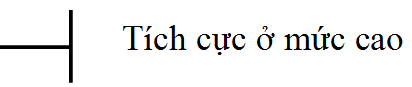 Tích cực ở mức cao